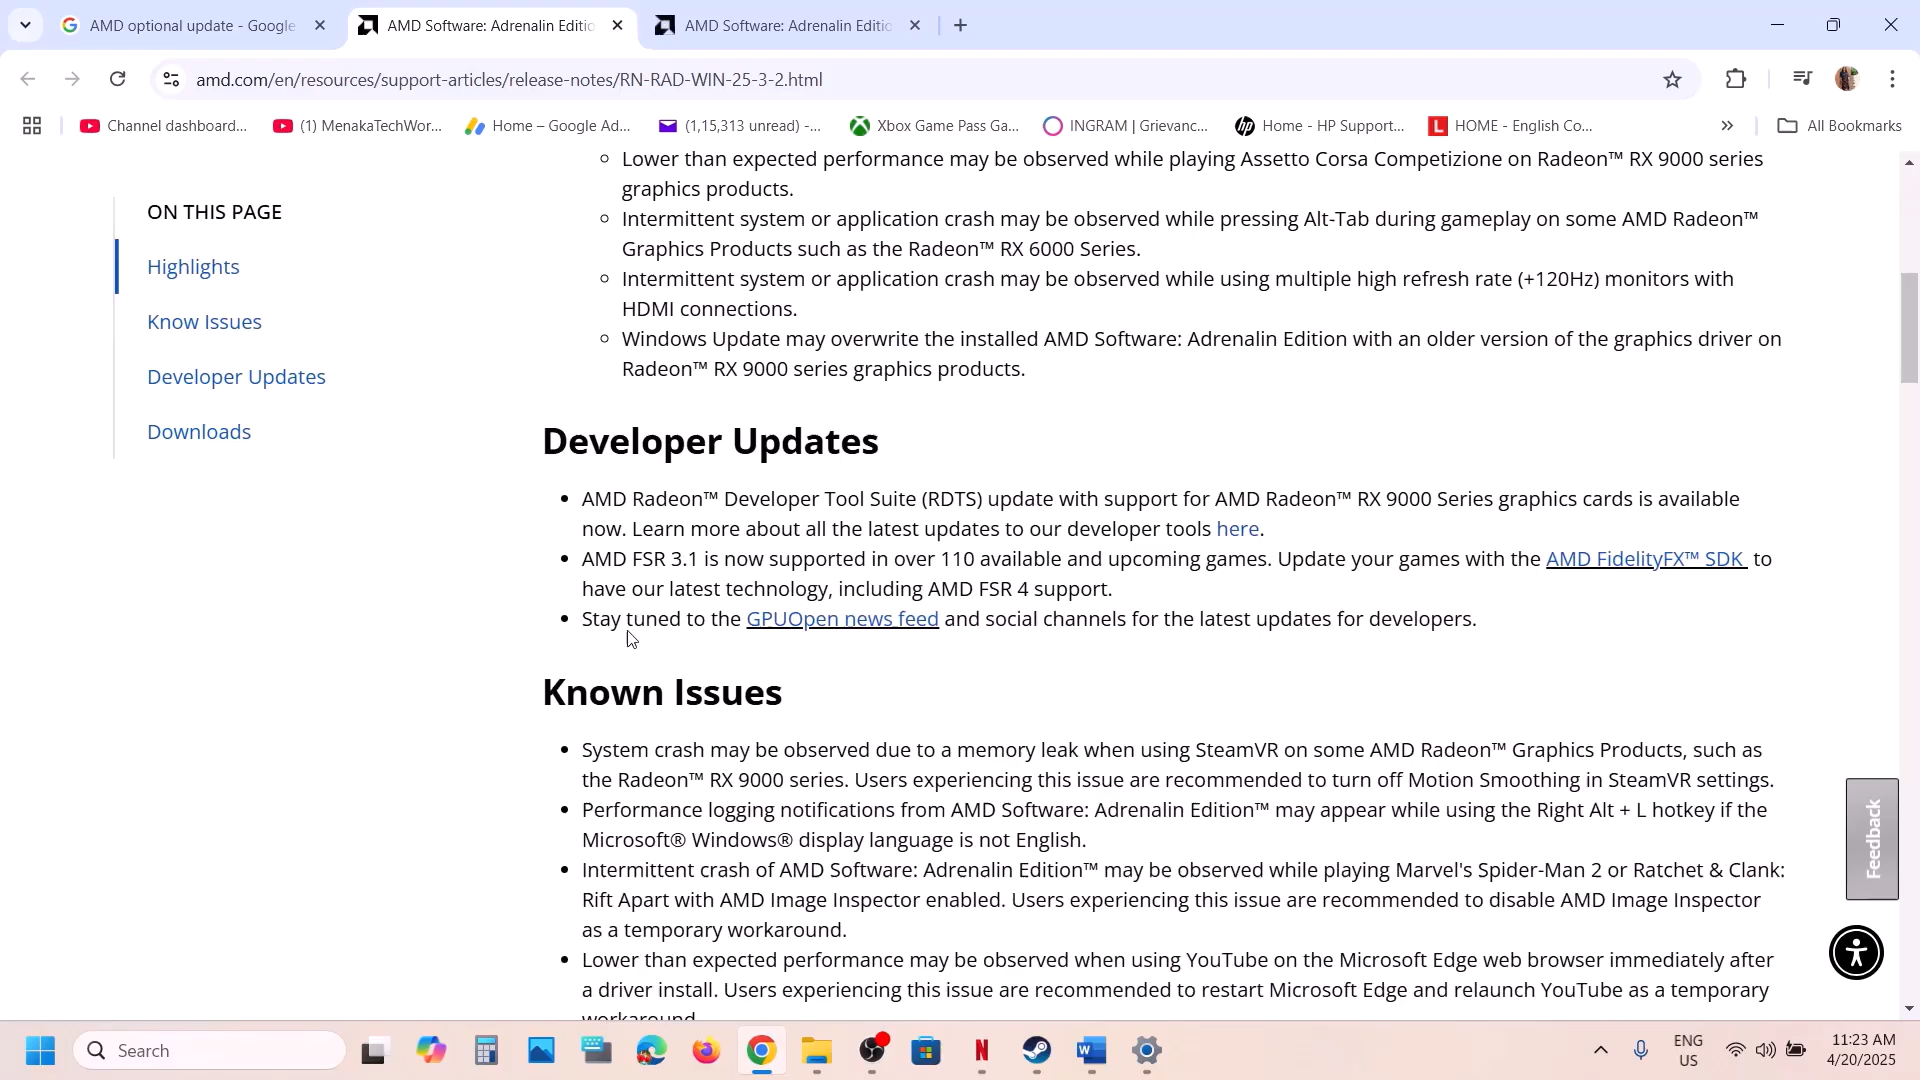 AMD optional update - Google
AMD Software: Adrenalin Editio
AMD Software: Adrenalin Editio
amd.com/en/resources/support-articles/release-notes/RN-RAD-WIN-25-3-2.html
Channel dashboard...
(1) MenakaTechWor...
Home – Google Ad...
(1,15,313 unread) -...
Xbox Game Pass Ga...
INGRAM | Grievanc...
Home - HP Support...
HOME - English Co...
All Bookmarks
ON THIS PAGE
Highlights
Know Issues
Developer Updates
Downloads
Lower than expected performance may be observed while playing Assetto Corsa Competizione on Radeon™ RX 9000 series
graphics products.
Intermittent system or application crash may be observed while pressing Alt-Tab during gameplay on some AMD Radeon™
Graphics Products such as the Radeon™ RX 6000 Series.
Intermittent system or application crash may be observed while using multiple high refresh rate (+120Hz) monitors with
HDMI connections.
Windows Update may overwrite the installed AMD Software: Adrenalin Edition with an older version of the graphics driver on
Radeon™ RX 9000 series graphics products.
Developer Updates
AMD Radeon™ Developer Tool Suite (RDTS) update with support for AMD Radeon™ RX 9000 Series graphics cards is available
now. Learn more about all the latest updates to our developer tools here.
AMD FSR 3.1 is now supported in over 110 available and upcoming games. Update your games with the AMD FidelityFX™ SDK to
have our latest technology, including AMD FSR 4 support.
Stay tuned to the GPUOpen news feed and social channels for the latest updates for developers.
Known Issues
System crash may be observed due to a memory leak when using SteamVR on some AMD Radeon™ Graphics Products, such as
the Radeon™ RX 9000 series. Users experiencing this issue are recommended to turn off Motion Smoothing in SteamVR settings.
Performance logging notifications from AMD Software: Adrenalin Edition™ may appear while using the Right Alt + L hotkey if the
Microsoft® Windows® display language is not English.
Intermittent crash of AMD Software: Adrenalin Edition™ may be observed while playing Marvel's Spider-Man 2 or Ratchet & Clank:
Rift Apart with AMD Image Inspector enabled. Users experiencing this issue are recommended to disable AMD Image Inspector
as a temporary workaround.
Lower than expected performance may be observed when using YouTube on the Microsoft Edge web browser immediately after
a driver install. Users experiencing this issue are recommended to restart Microsoft Edge and relaunch YouTube as a temporary
workaround.
Feedback
Search
ENG
US
11:23 AM
4/20/2025